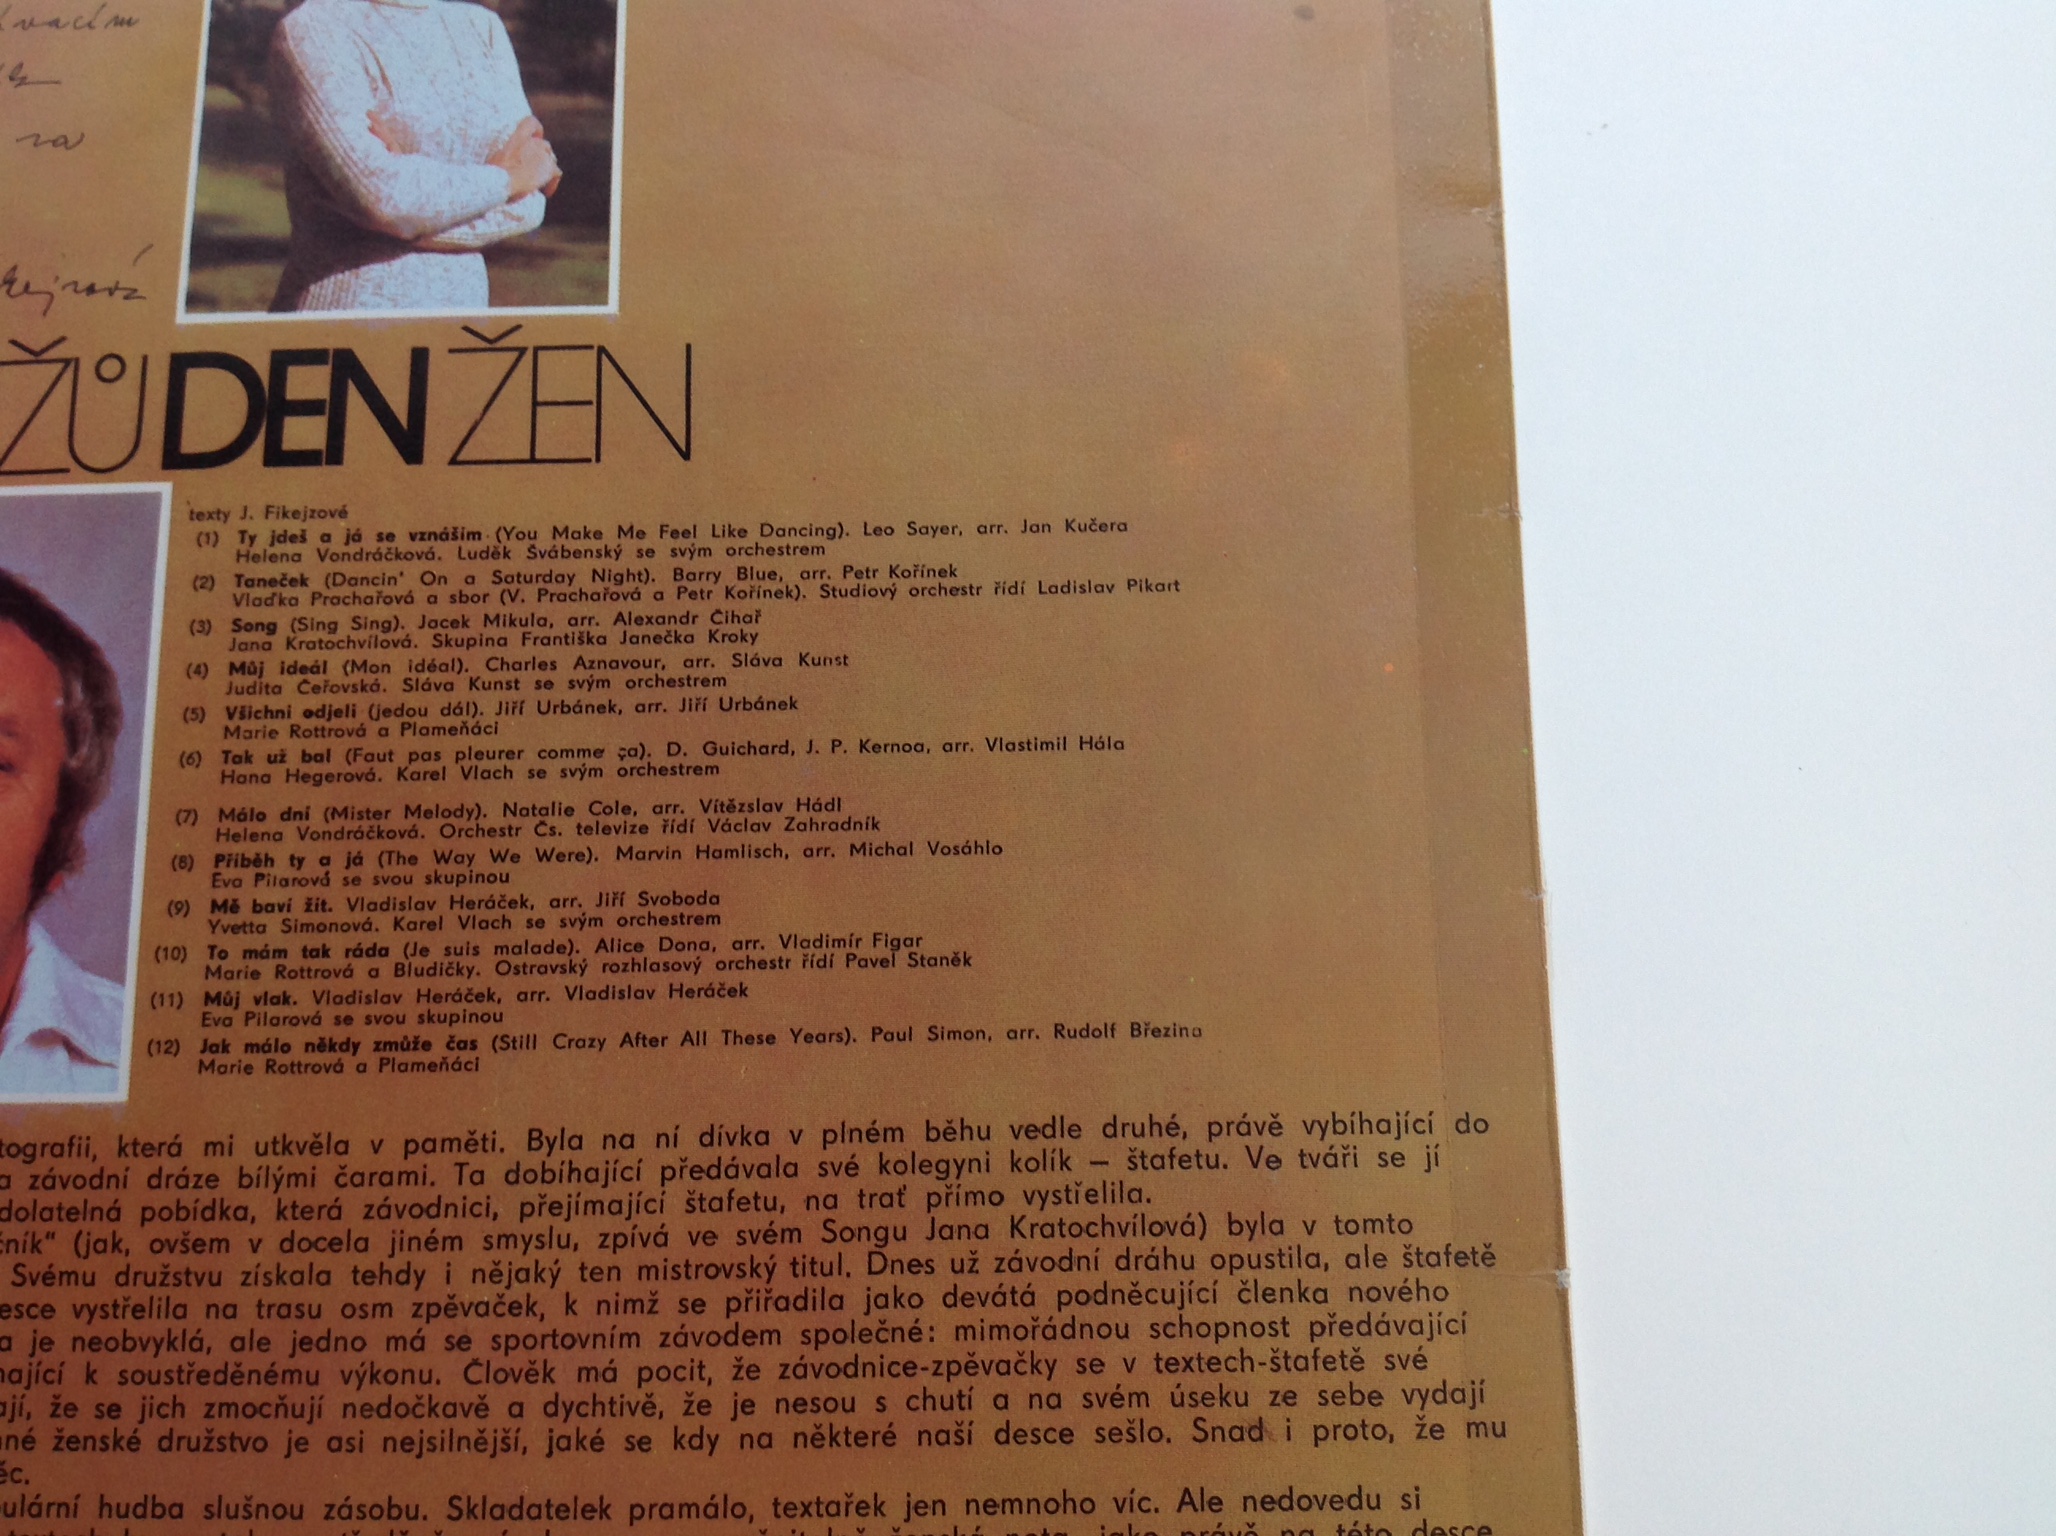 ŽŮ DEN ŽEN
texty J. Fikejzové
(1) Ty jdeš a já se vznáším (You Make Me Feel Like Dancing). Leo Sayer, arr. Jan Kučera
Helena Vondráčková. Luděk Švábenský se svým orchestrem
(2) Taneček (Dancin' On a Saturday Night). Barry Blue, arr. Petr Kořínek
Vlaďka Prachařová a sbor (V. Prachařová a Petr Kořínek). Studiový orchestr řídí Ladislav Pikart
(3) Song (Sing Sing). Jacek Mikula, arr. Alexandr Čihař
Jana Kratochvílová. Skupina Františka Janečka Kroky
(4) Můj ideál (Mon idéal). Charles Aznavour, arr. Sláva Kunst
Judita Čeřovská. Sláva Kunst se svým orchestrem
(5) Všichni odjeli (jedou dál). Jiří Urbánek, arr. Jiří Urbánek
Marie Rottrová a Plameňáci
(6) Tak už bal (Faut pas pleurer comme ça). D. Guichard, J. P. Kernoa, arr. Vlastimil Hála
Hana Hegerová. Karel Vlach se svým orchestrem
(7) Málo dní (Mister Melody). Natalie Cole, arr. Vítězslav Hádl
Helena Vondráčková. Orchestr Čs. televize řídí Václav Zahradník
(8) Příběh ty a já (The Way We Were). Marvin Hamlisch, arr. Michal Vosáhlo
Eva Pilarová se svou skupinou
(9) Mě baví žít. Vladislav Heráček, arr. Jiří Svoboda
Yvetta Simonová. Karel Vlach se svým orchestrem
(10) To mám tak ráda (Je suis malade). Alice Dona, arr. Vladimír Figar
Marie Rottrová a Bludičky. Ostravský rozhlasový orchestr řídí Pavel Staněk
(11) Můj vlak. Vladislav Heráček, arr. Vladislav Heráček
Eva Pilarová se svou skupinou
(12) Jak málo někdy zmůže čas (Still Crazy After All These Years). Paul Simon, arr. Rudolf Březina
Marie Rottrová a Plameňáci
tografii, která mi utkvěla v paměti. Byla na ní dívka v plném běhu vedle druhé, právě vybíhající do
a závodní dráze bílými čarami. Ta dobíhající předávala své kolegyni kolík – štafetu. Ve tváři se jí
dolatelná pobídka, která závodnici, přejímající štafetu, na trať přímo vystřelila.
čník" (jak, ovšem v docela jiném smyslu, zpívá ve svém Songu Jana Kratochvílová) byla v tomto
Svému družstvu získala tehdy i nějaký ten mistrovský titul. Dnes už závodní dráhu opustila, ale štafetě
esce vystřelila na trasu osm zpěvaček, k nimž se přiřadila jako devátá podněcující členka nového
a je neobvyklá, ale jedno má se sportovním závodem společné: mimořádnou schopnost předávající
hající k soustředěnému výkonu. Člověk má pocit, že závodnice-zpěvačky se v textech-štafetě své
ají, že se jich zmocňují nedočkavě a dychtivě, že je nesou s chutí a na svém úseku ze sebe vydají
né ženské družstvo je asi nejsilnější, jaké se kdy na některé naší desce sešlo. Snad i proto, že mu
ěc.
pulární hudba slušnou zásobu. Skladatelek pramálo, textařek jen nemnoho víc. Ale nedovedu si
ženská nota, jako právě na této desce